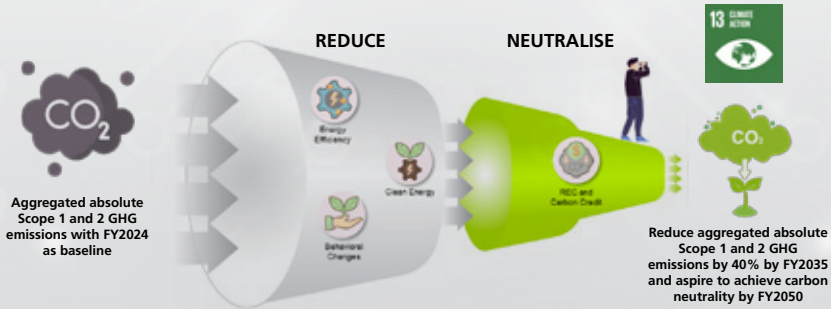 REDUCE
NEUTRALISE
13 CLIMATE
ACTION
CO2
Energy
Efficiency
Clean Energy
Behavioral
Changes
REC and
Carbon Credit
CO2
Aggregated absolute
Scope 1 and 2 GHG
emissions with FY2024
as baseline
Reduce aggregated absolute
Scope 1 and 2 GHG
emissions by 40% by FY2035
and aspire to achieve carbon
neutrality by FY2050